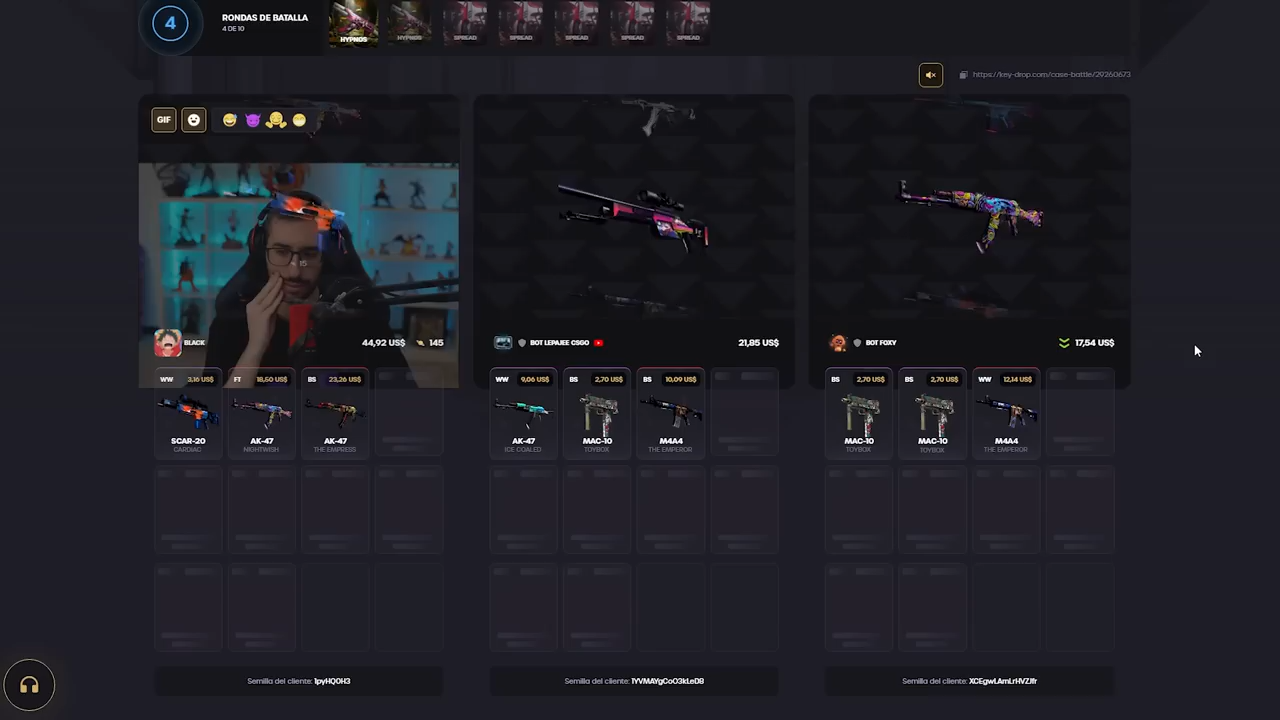 4
RONDAS DE BATALLA
4 DE 10
HYPNOS
HYPNOS
SPREAD
SPREAD
SPREAD
SPREAD
SPREAD
https://key-drop.com/case-battle/29260673
GIF
15
BLACK
44,92 US$
145
BOT LEPAJEE CSGO
21,85 US$
BOT FOXY
17,54 US$
WW 3,16 US$
FT 18,50 US$
BS 23,26 US$
WW 9,06 US$
BS 2,70 US$
BS 10,09 US$
BS 2,70 US$
BS 2,70 US$
WW 12,14 US$
SCAR-20
CARDIAC
AK-47
NIGHTWISH
AK-47
THE EMPRESS
AK-47
ICE COALED
MAC-10
TOYBOX
M4A4
THE EMPEROR
MAC-10
TOYBOX
MAC-10
TOYBOX
M4A4
THE EMPEROR
Semilla del cliente: 1pyHQ0H3
Semilla del cliente: 1YVMAYgCoO3kLeD8
Semilla del cliente: XCEgwLAmLrHVZJfr